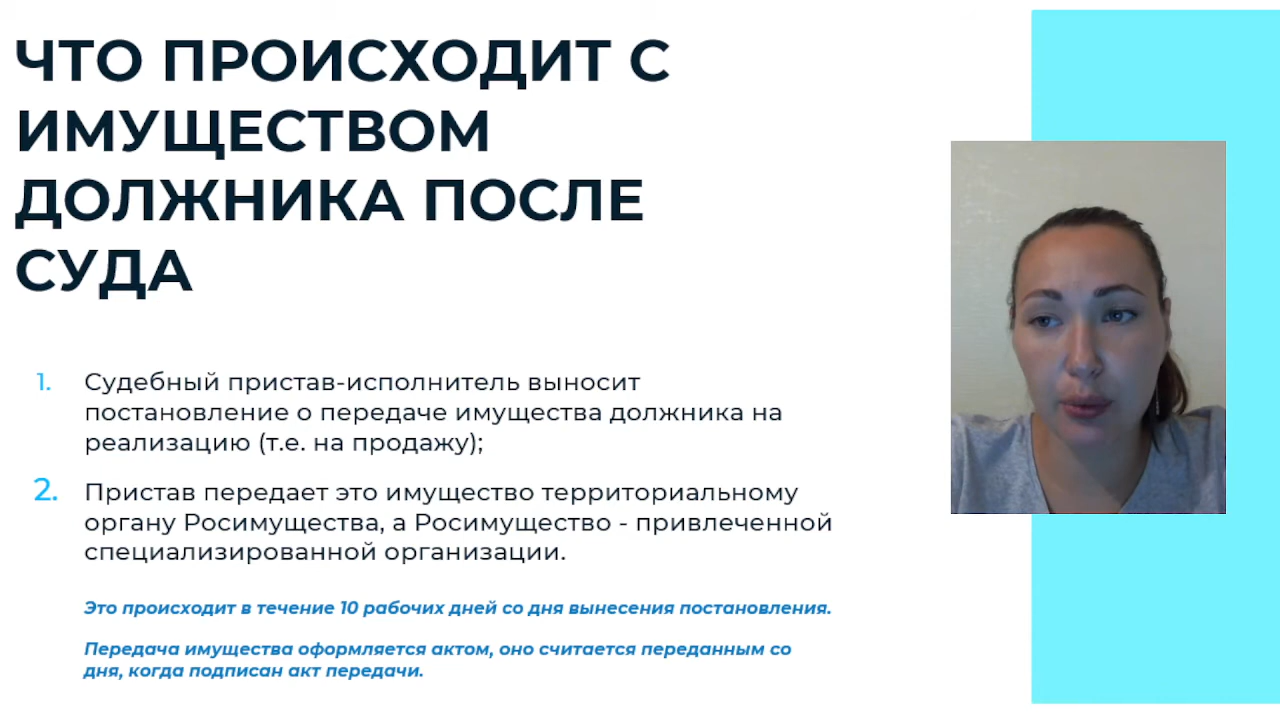 ЧТО ПРОИСХОДИТ С
ИМУЩЕСТВОМ
ДОЛЖНИКА ПОСЛЕ
СУДА
1. Судебный пристав-исполнитель выносит
постановление о передаче имущества должника на
реализацию (т.е. на продажу);
2. Пристав передает это имущество территориальному
органу Росимущества, а Росимущество - привлеченной
специализированной организации.
Это происходит в течение 10 рабочих дней со дня вынесения постановления.
Передача имущества оформляется актом, оно считается переданным со
дня, когда подписан акт передачи.